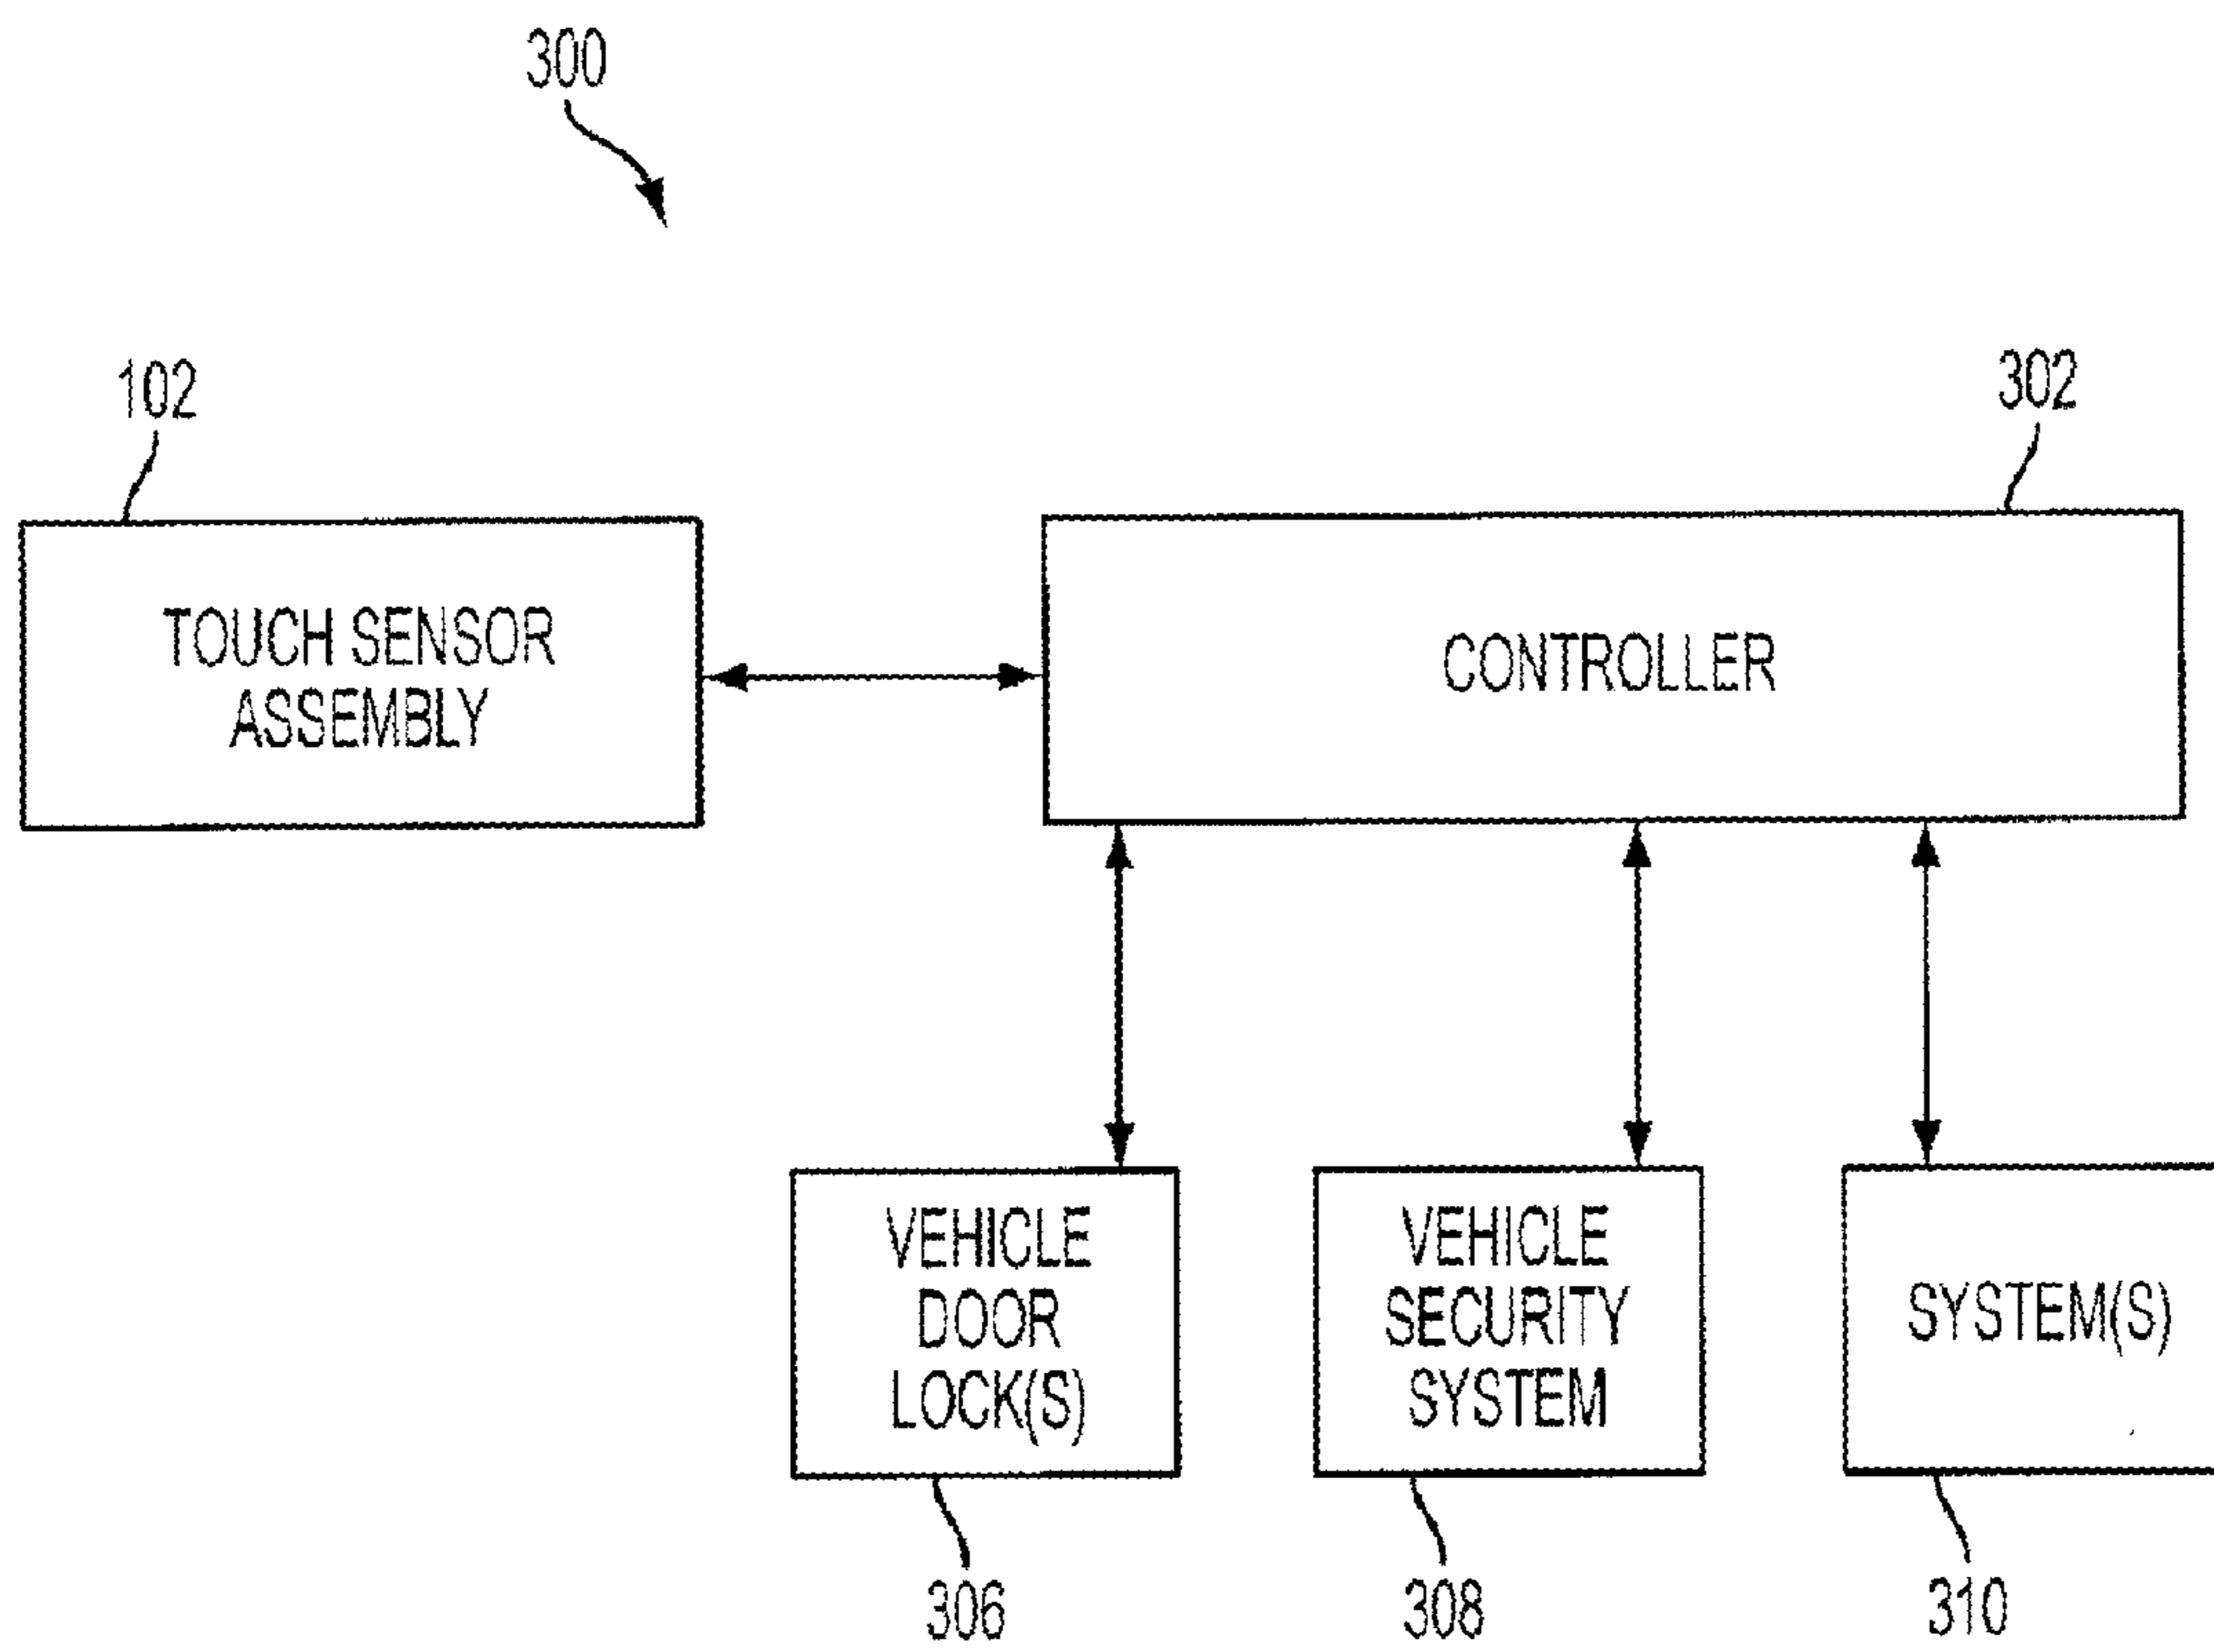 300
102
302
TOUCH SENSOR
ASSEMBLY
CONTROLLER
VEHICLE
DOOR
LOCK(S)
VEHICLE
SECURITY
SYSTEM
SYSTEM(S)
306
308
310